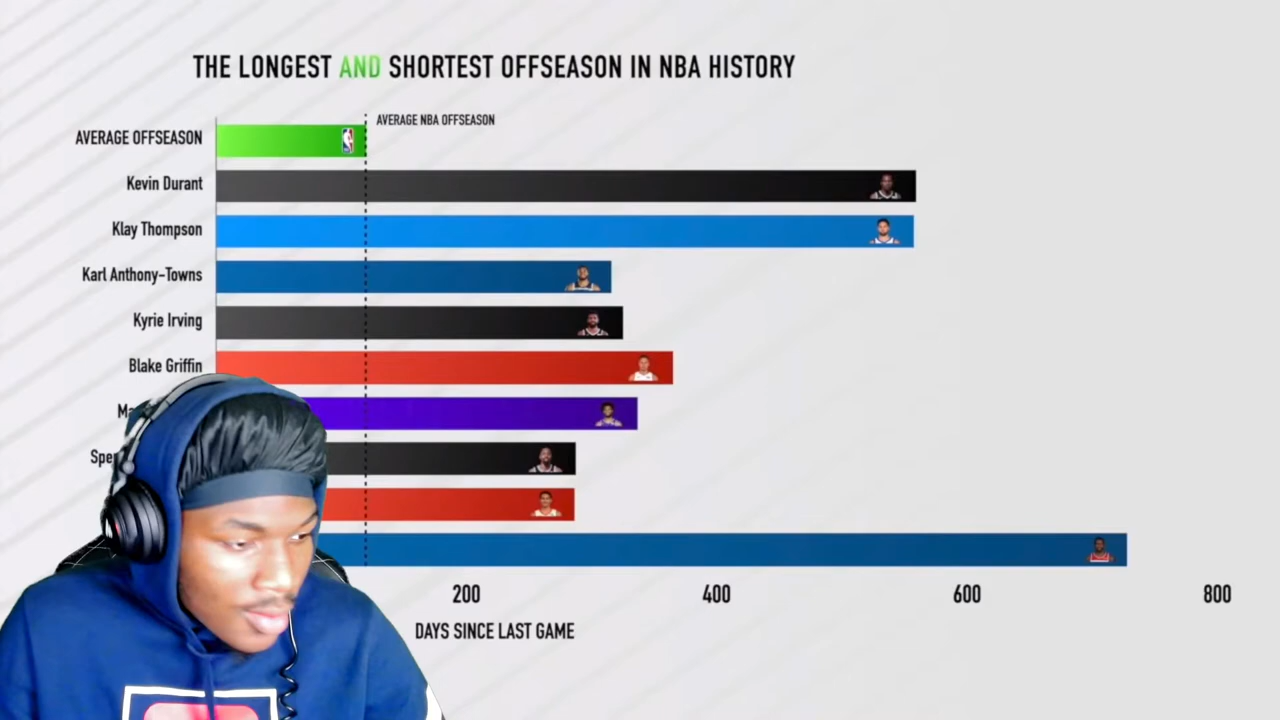 THE LONGEST AND SHORTEST OFFSEASON IN NBA HISTORY
AVERAGE NBA OFFSEASON
AVERAGE OFFSEASON
Kevin Durant
Klay Thompson
Karl Anthony-Towns
Kyrie Irving
Blake Griffin
200 400 600 800
DAYS SINCE LAST GAME